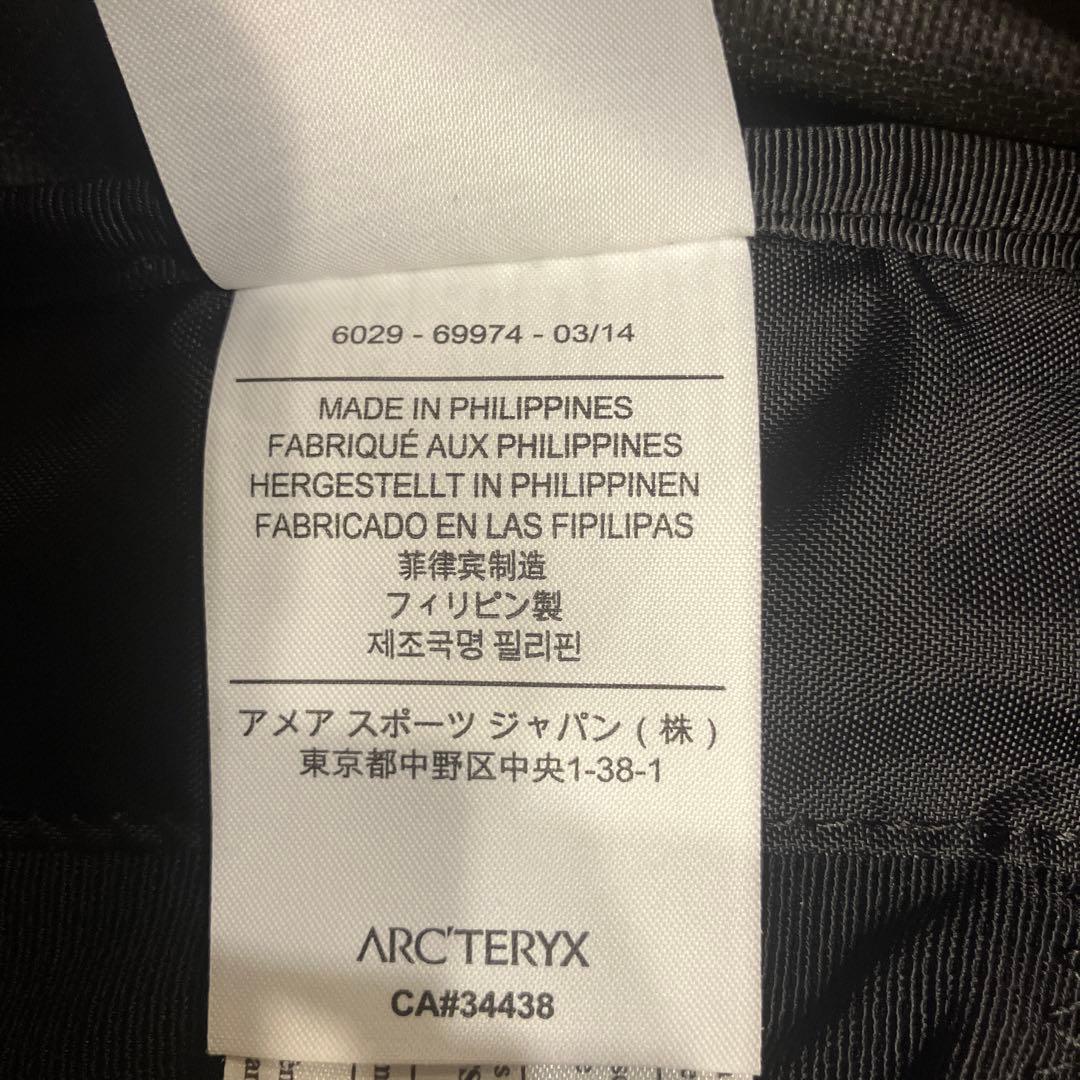 6029 - 69974 - 03/14
MADE IN PHILIPPINES
FABRIQUÉ AUX PHILIPPINES
HERGESTELLT IN PHILIPPINEN
FABRICADO EN LAS FIPILIPAS
菲律宾制造
フィリピン製
제조국명 필리핀
アメア スポーツ ジャパン ( 株 )
東京都中野区中央1-38-1
ARC'TERYX
CA#34438